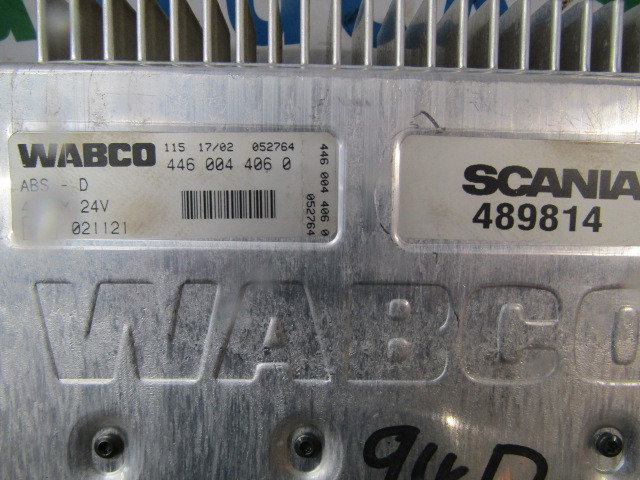 WABCO 115 17/02 052764
446 004 406 0
ABS - D
24V
021121
446 004 406 0
052764
SCANIA
489814
WABCO
94D